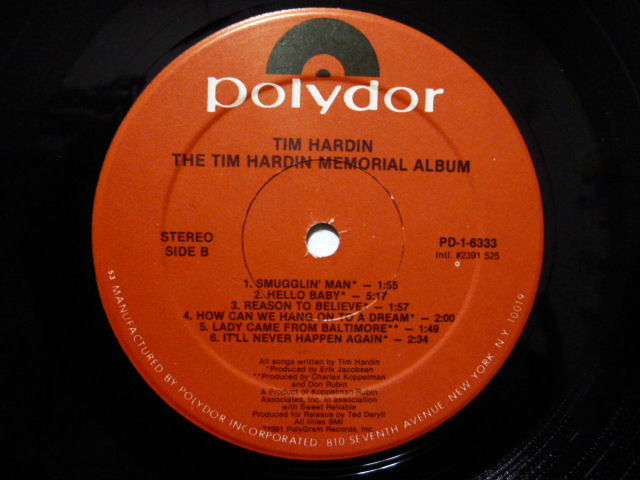 polydor
TIM HARDIN
THE TIM HARDIN MEMORIAL ALBUM
STEREO
SIDE B
PD-1-6333
Intl. #2391 525
1. SMUGGLIN' MAN* – 1:55
2. HELLO BABY* – 5:17
3. REASON TO BELIEVE* – 1:57
4. HOW CAN WE HANG ON TO A DREAM* – 2:00
5. LADY CAME FROM BALTIMORE** – 1:49
6. IT'LL NEVER HAPPEN AGAIN* – 2:34
All songs written by Tim Hardin
*Produced by Erik Jacobsen
**Produced by Charles Koppelman
and Don Rubin
A Product of Koppelman-Rubin
Associates, Inc. in association
with Sweet Reliable
Produced for Reissue by Ted Daryll
All titles BMI
℗1981 PolyGram Records, Inc.
53 MANUFACTURED BY POLYDOR INCORPORATED/810 SEVENTH AVENUE, NEW YORK, N.Y. 10019